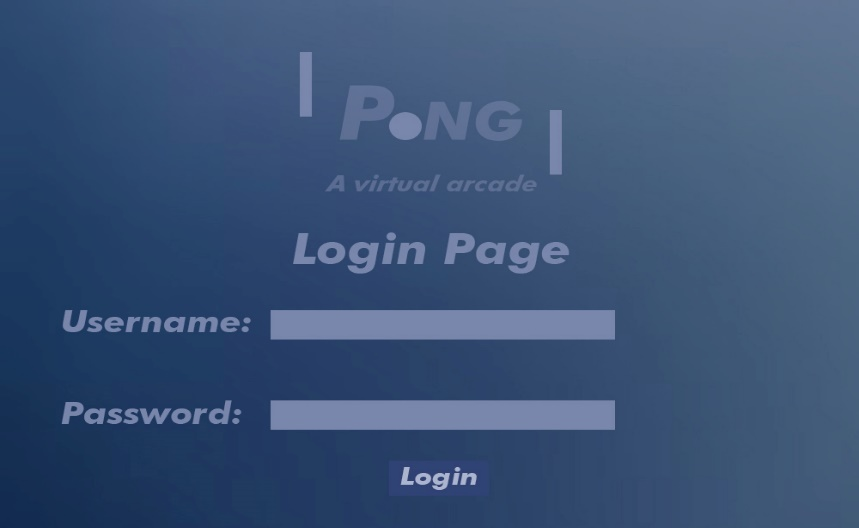 PONG
A virtual arcade
Login Page
Username:
Password:
Login